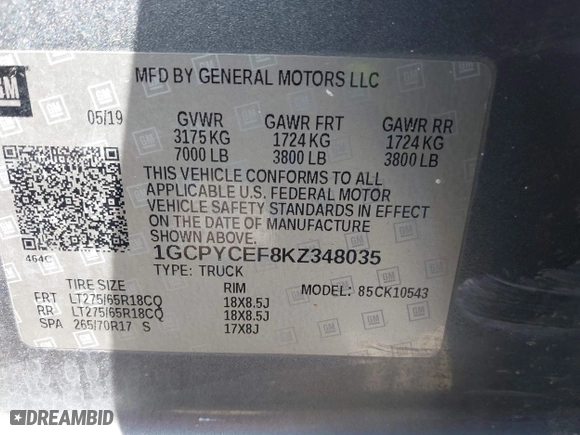 GM
MFD BY GENERAL MOTORS LLC
05/19 GVWR GAWR FRT GAWR RR
3175 KG 1724 KG 1724 KG
7000 LB 3800 LB 3800 LB
THIS VEHICLE CONFORMS TO ALL
APPLICABLE U.S. FEDERAL MOTOR
VEHICLE SAFETY STANDARDS IN EFFECT
ON THE DATE OF MANUFACTURE
SHOWN ABOVE.
464C
1GCPYCEF8KZ348035
TYPE: TRUCK
TIRE SIZE RIM 85CK10543
FRT LT275/65R18CQ 18X8.5J
RR LT275/65R18CQ 18X8.5J
SPA 265/70R17 S 17X8J
DREAMBID